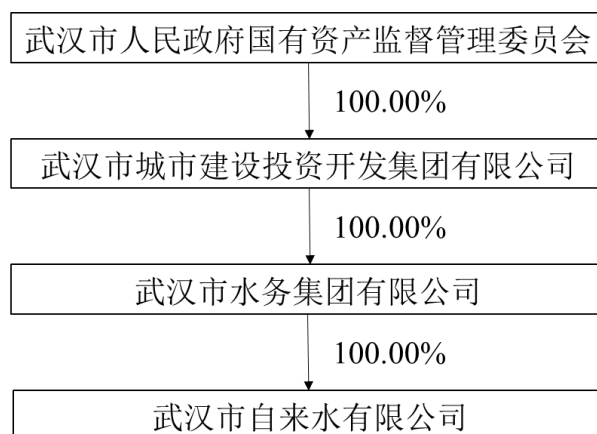 武汉市人民政府国有资产监督管理委员会
100.00%
武汉市城市建设投资开发集团有限公司
100.00%
武汉市水务集团有限公司
100.00%
武汉市自来水有限公司